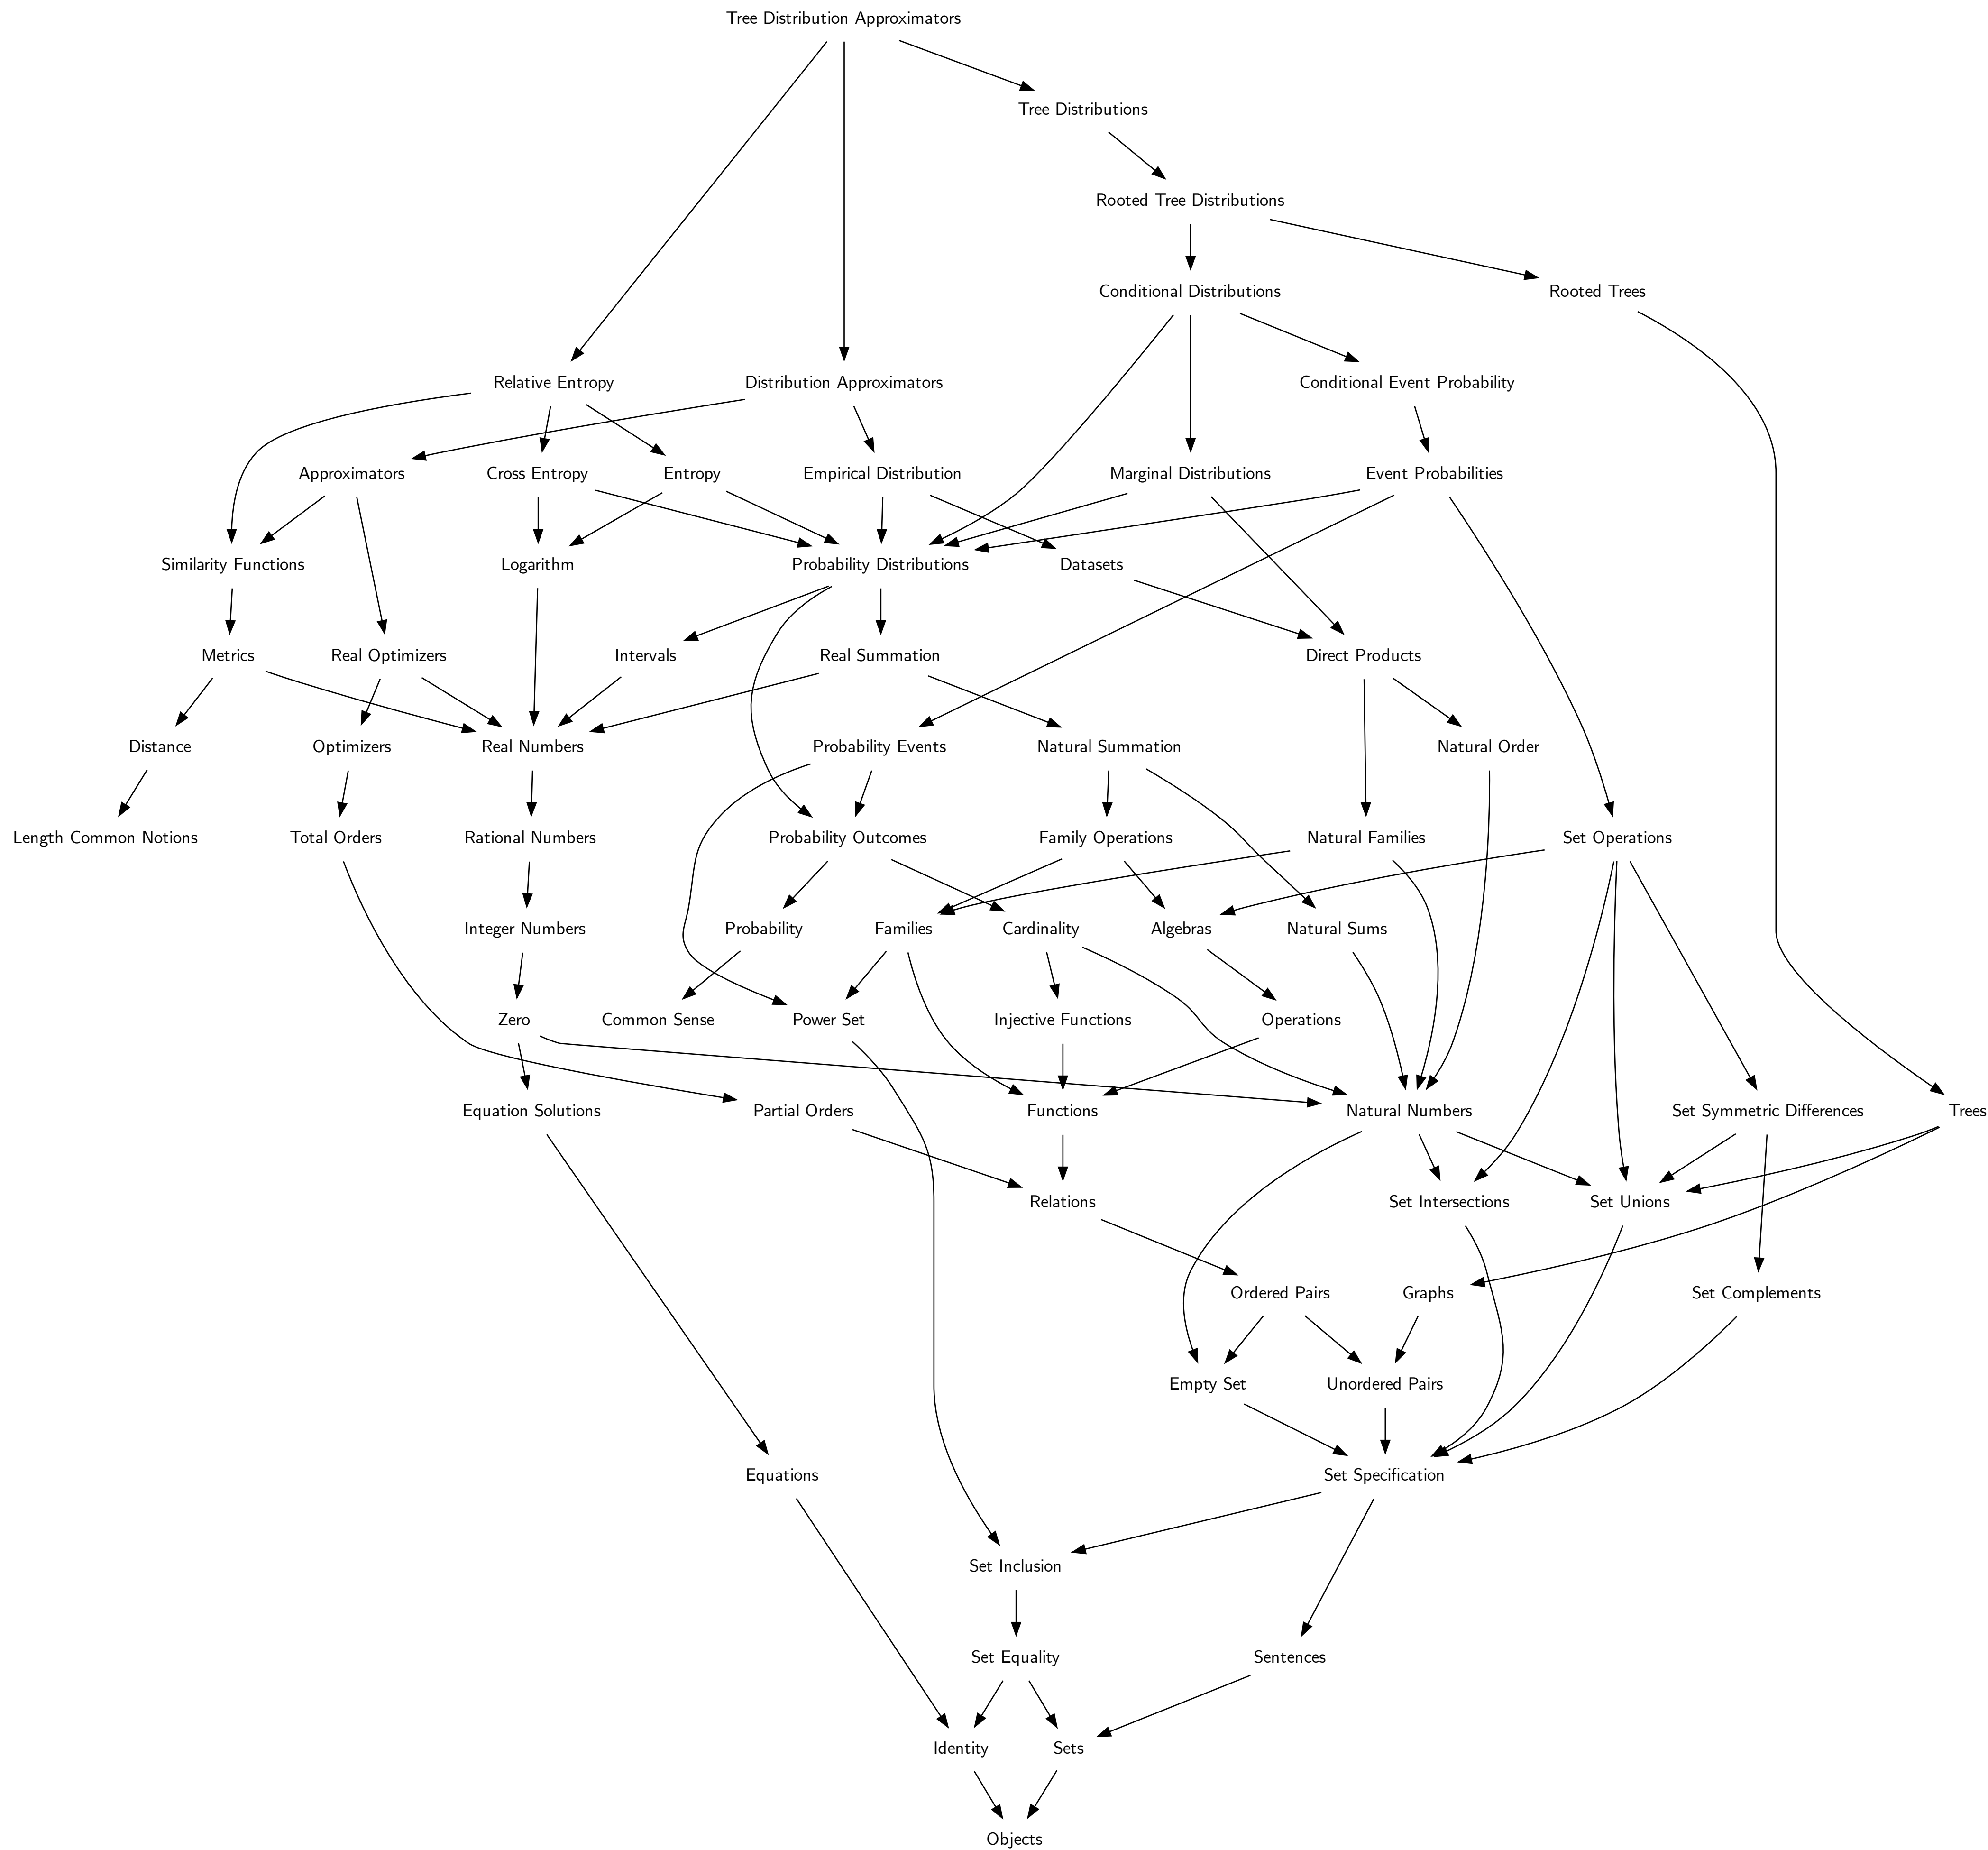 Tree Distribution Approximators
Tree Distributions
Rooted Tree Distributions
Conditional Distributions
Rooted Trees
Relative Entropy
Distribution Approximators
Conditional Event Probability
Approximators
Cross Entropy
Entropy
Empirical Distribution
Marginal Distributions
Event Probabilities
Similarity Functions
Logarithm
Probability Distributions
Datasets
Metrics
Real Optimizers
Intervals
Real Summation
Direct Products
Distance
Optimizers
Real Numbers
Probability Events
Natural Summation
Natural Order
Length Common Notions
Total Orders
Rational Numbers
Probability Outcomes
Family Operations
Natural Families
Set Operations
Integer Numbers
Probability
Families
Cardinality
Algebras
Natural Sums
Zero
Common Sense
Power Set
Injective Functions
Operations
Equation Solutions
Partial Orders
Functions
Natural Numbers
Set Symmetric Differences
Trees
Relations
Set Intersections
Set Unions
Ordered Pairs
Graphs
Set Complements
Empty Set
Unordered Pairs
Equations
Set Specification
Set Inclusion
Set Equality
Sentences
Identity
Sets
Objects